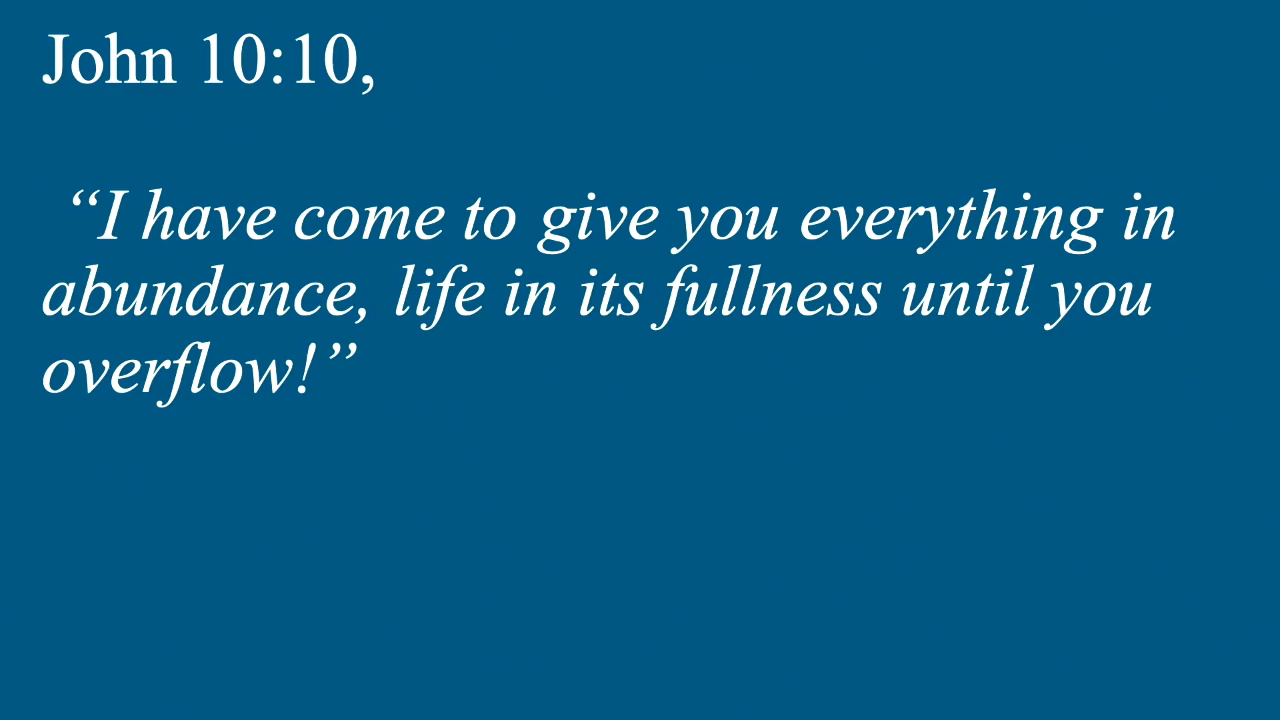 John 10:10,
“I have come to give you everything in
abundance, life in its fullness until you
overflow!”